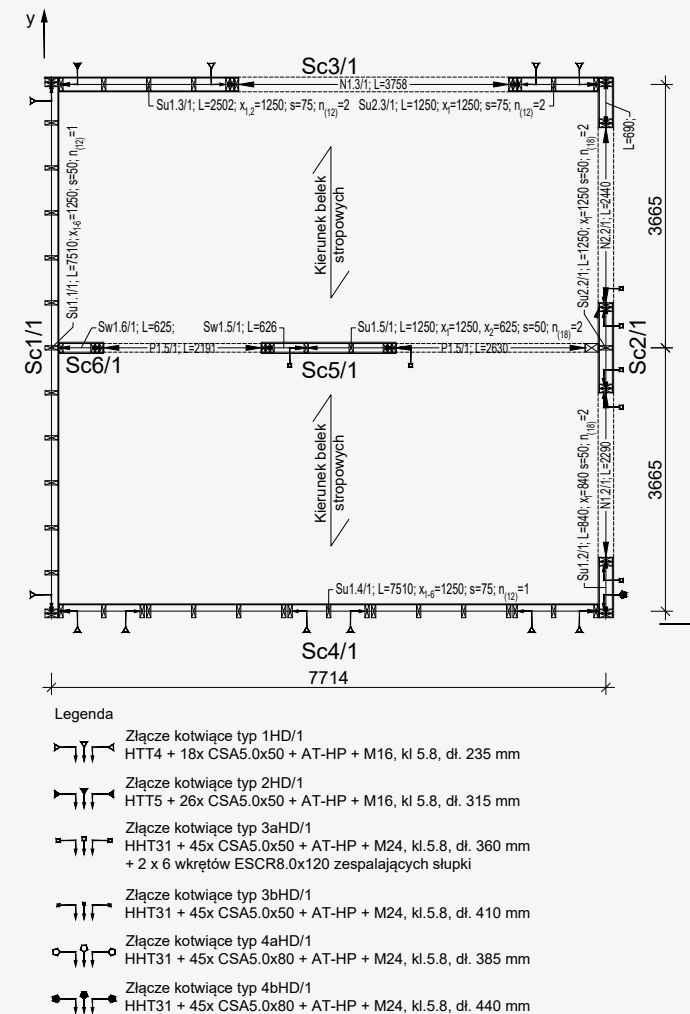 y
Sc3/1
N1.3/1; L=3758
Su1.3/1; L=2502; x1,2=1250; s=75; n(12)=2
Su2.3/1; L=1250; x1=1250; s=75; n(12)=2
L=690;
Su1.1/1; L=7510; x1-6=1250; s=50; n(12)=1
Kierunek belek
stropowych
Su2.2/1; L=1250; x1=1250 s=50; n(18)=2
N2.2/1; L=2440
3665
Sw1.6/1; L=625;
Sw1.5/1; L=626
Su1.5/1; L=1250; x1=1250, x2=625; s=50; n(18)=2
Sc1/1
P1.5/1; L=2191
P1.5/1; L=2630
Sc2/1
Sc6/1
Sc5/1
Kierunek belek
stropowych
Su1.2/1; L=840; x1=840 s=50; n(18)=2
N1.2/1; L=2290
3665
Su1.4/1; L=7510; x1-6=1250; s=75; n(12)=1
Sc4/1
7714
Legenda
Złącze kotwiące typ 1HD/1
HTT4 + 18x CSA5.0x50 + AT-HP + M16, kl 5.8, dł. 235 mm
Złącze kotwiące typ 2HD/1
HTT5 + 26x CSA5.0x50 + AT-HP + M16, kl 5.8, dł. 315 mm
Złącze kotwiące typ 3aHD/1
HHT31 + 45x CSA5.0x50 + AT-HP + M24, kl.5.8, dł. 360 mm
+ 2 x 6 wkrętów ESCR8.0x120 zespalających słupki
Złącze kotwiące typ 3bHD/1
HHT31 + 45x CSA5.0x50 + AT-HP + M24, kl.5.8, dł. 410 mm
Złącze kotwiące typ 4aHD/1
HHT31 + 45x CSA5.0x80 + AT-HP + M24, kl.5.8, dł. 385 mm
Złącze kotwiące typ 4bHD/1
HHT31 + 45x CSA5.0x80 + AT-HP + M24, kl.5.8, dł. 440 mm